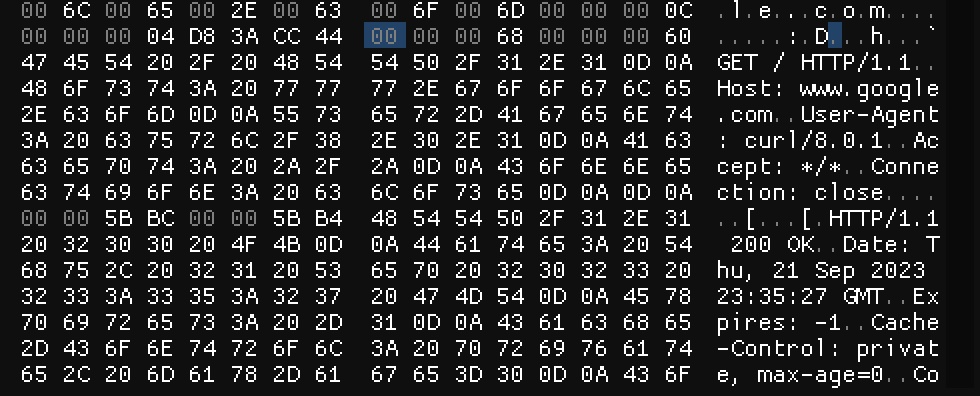 00 6C 00 65 00 2E 00 63 00 6F 00 6D 00 00 00 0C .l.e...c.o.m....
00 00 00 04 D8 3A CC 44 00 00 00 68 00 00 00 60 .....:.D...h...`
47 45 54 20 2F 20 48 54 54 50 2F 31 2E 31 0D 0A GET / HTTP/1.1..
48 6F 73 74 3A 20 77 77 77 2E 67 6F 6F 67 6C 65 Host: www.google
2E 63 6F 6D 0D 0A 55 73 65 72 2D 41 67 65 6E 74 .com..User-Agent
3A 20 63 75 72 6C 2F 38 2E 30 2E 31 0D 0A 41 63 : curl/8.0.1..Ac
63 65 70 74 3A 20 2A 2F 2A 0D 0A 43 6F 6E 6E 65 cept: */*..Conne
63 74 69 6F 6E 3A 20 63 6C 6F 73 65 0D 0A 0D 0A ction: close....
00 00 5B BC 00 00 5B B4 48 54 54 50 2F 31 2E 31 ..[...[.HTTP/1.1
20 32 30 30 20 4F 4B 0D 0A 44 61 74 65 3A 20 54 200 OK..Date: T
68 75 2C 20 32 31 20 53 65 70 20 32 30 32 33 20 hu, 21 Sep 2023
32 33 3A 33 35 3A 32 37 20 47 4D 54 0D 0A 45 78 23:35:27 GMT..Ex
70 69 72 65 73 3A 20 2D 31 0D 0A 43 61 63 68 65 pires: -1..Cache
2D 43 6F 6E 74 72 6F 6C 3A 20 70 72 69 76 61 74 -Control: privat
65 2C 20 6D 61 78 2D 61 67 65 3D 30 0D 0A 43 6F e, max-age=0..Co